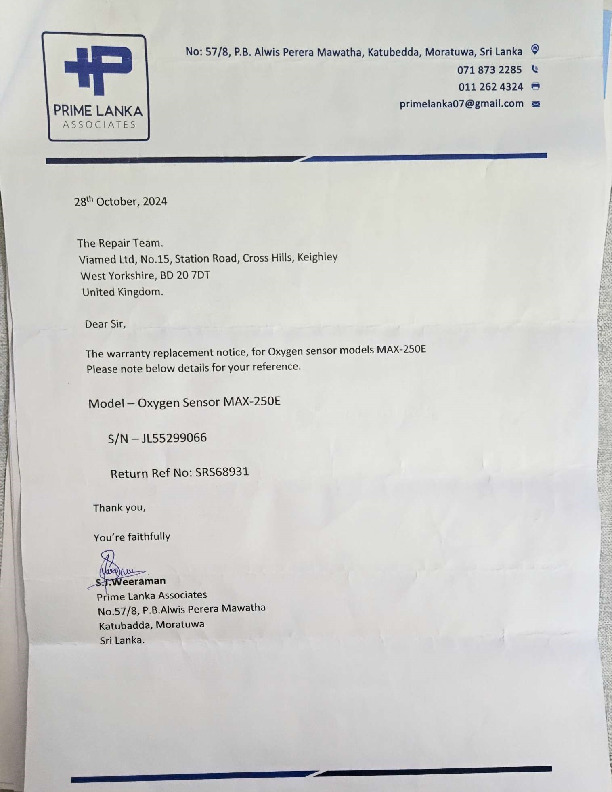 No: 57/8, P.B. Alwis Perera Mawatha, Katubedda, Moratuwa, Sri Lanka
071 873 2285
011 262 4324
primelanka07@gmail.com
PRIME LANKA
ASSOCIATES
28th October, 2024
The Repair Team.
Viamed Ltd, No.15, Station Road, Cross Hills, Keighley
West Yorkshire, BD 20 7DT
United Kingdom.
Dear Sir,
The warranty replacement notice, for Oxygen sensor models MAX-250E
Please note below details for your reference.
Model – Oxygen Sensor MAX-250E
S/N – JL55299066
Return Ref No: SRS68931
Thank you,
You're faithfully
S.J.Weeraman
Prime Lanka Associates
No.57/8, P.B.Alwis Perera Mawatha
Katubadda, Moratuwa
Sri Lanka.